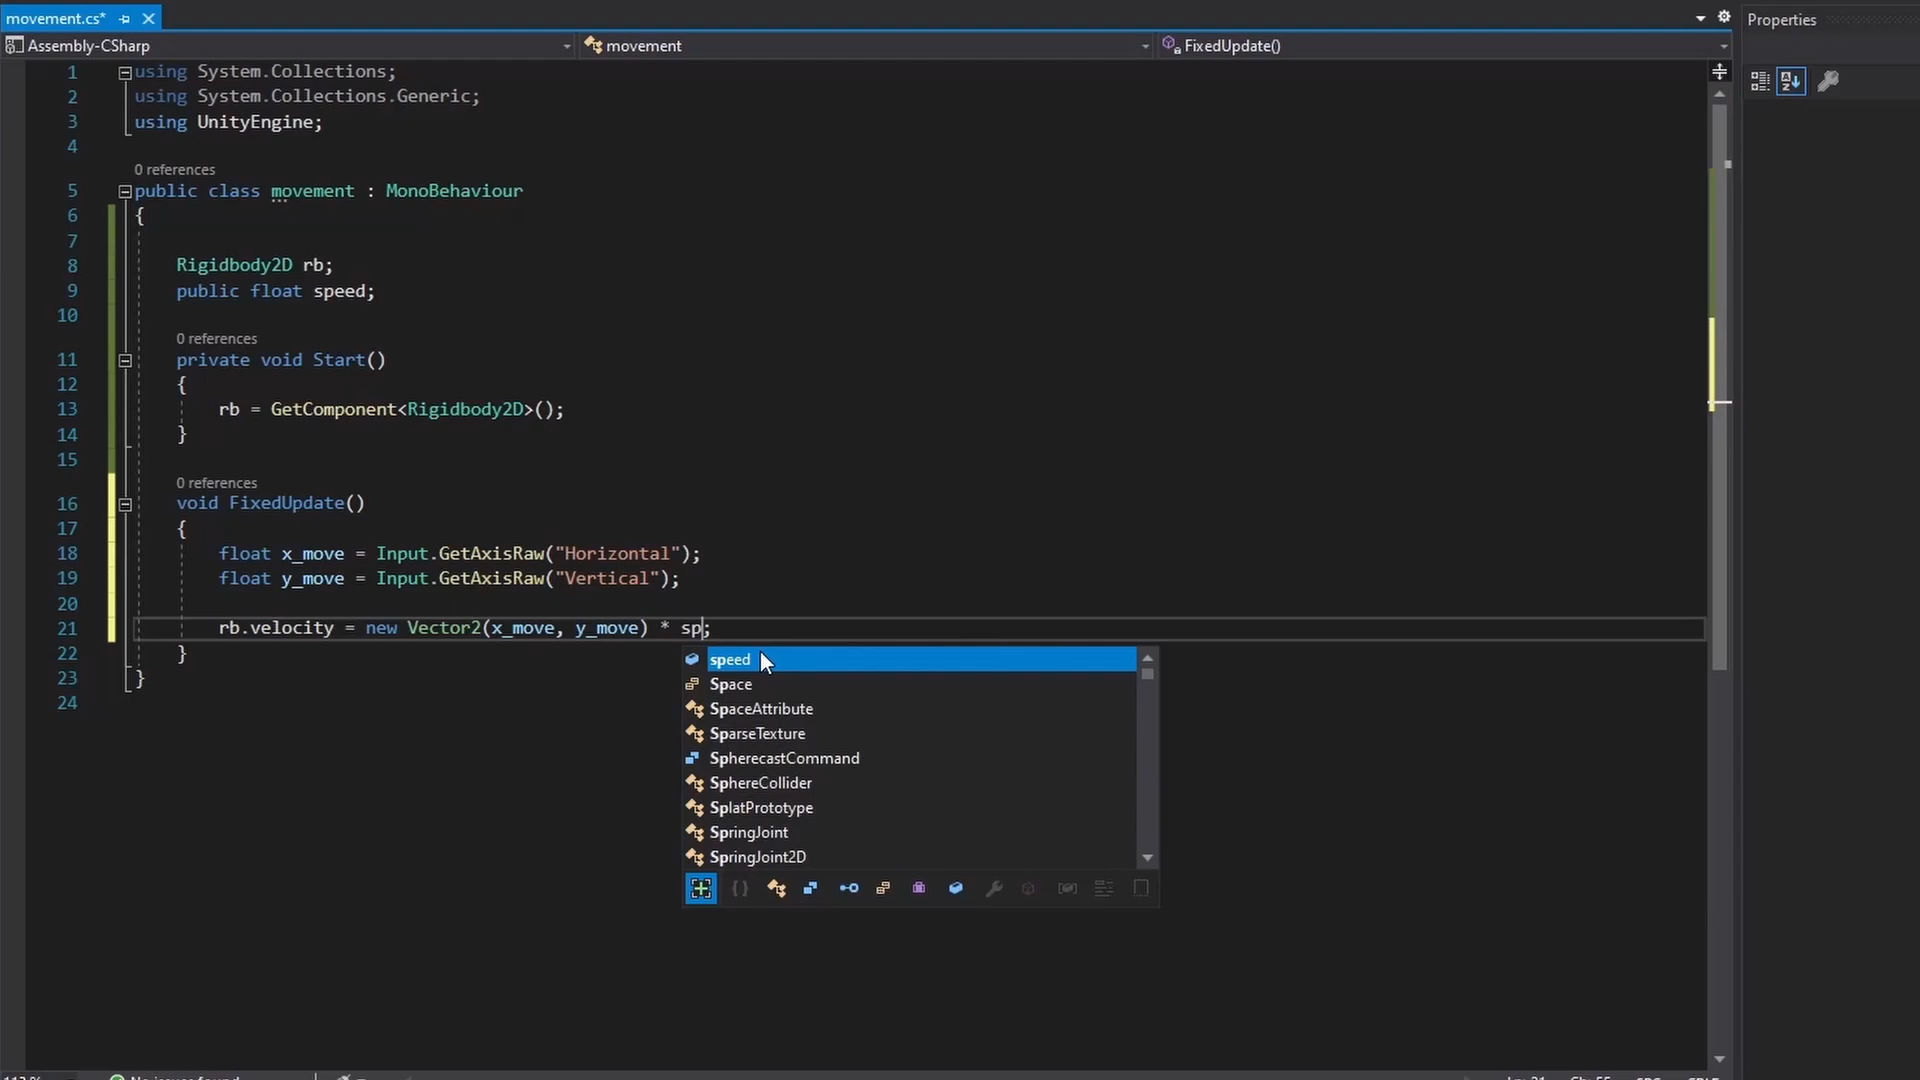 movement.cs*
Properties
Assembly-CSharp
movement
FixedUpdate()
1 using System.Collections;
2 using System.Collections.Generic;
3 using UnityEngine;
4
0 references
5 public class movement : MonoBehaviour
6 {
7
8 Rigidbody2D rb;
9 public float speed;
10
0 references
11 private void Start()
12 {
13 rb = GetComponent<Rigidbody2D>();
14 }
15
0 references
16 void FixedUpdate()
17 {
18 float x_move = Input.GetAxisRaw("Horizontal");
19 float y_move = Input.GetAxisRaw("Vertical");
20
21 rb.velocity = new Vector2(x_move, y_move) * sp;
22 }
23 }
24
speed
Space
SpaceAttribute
SparseTexture
SpherecastCommand
SphereCollider
SplatPrototype
SpringJoint
SpringJoint2D